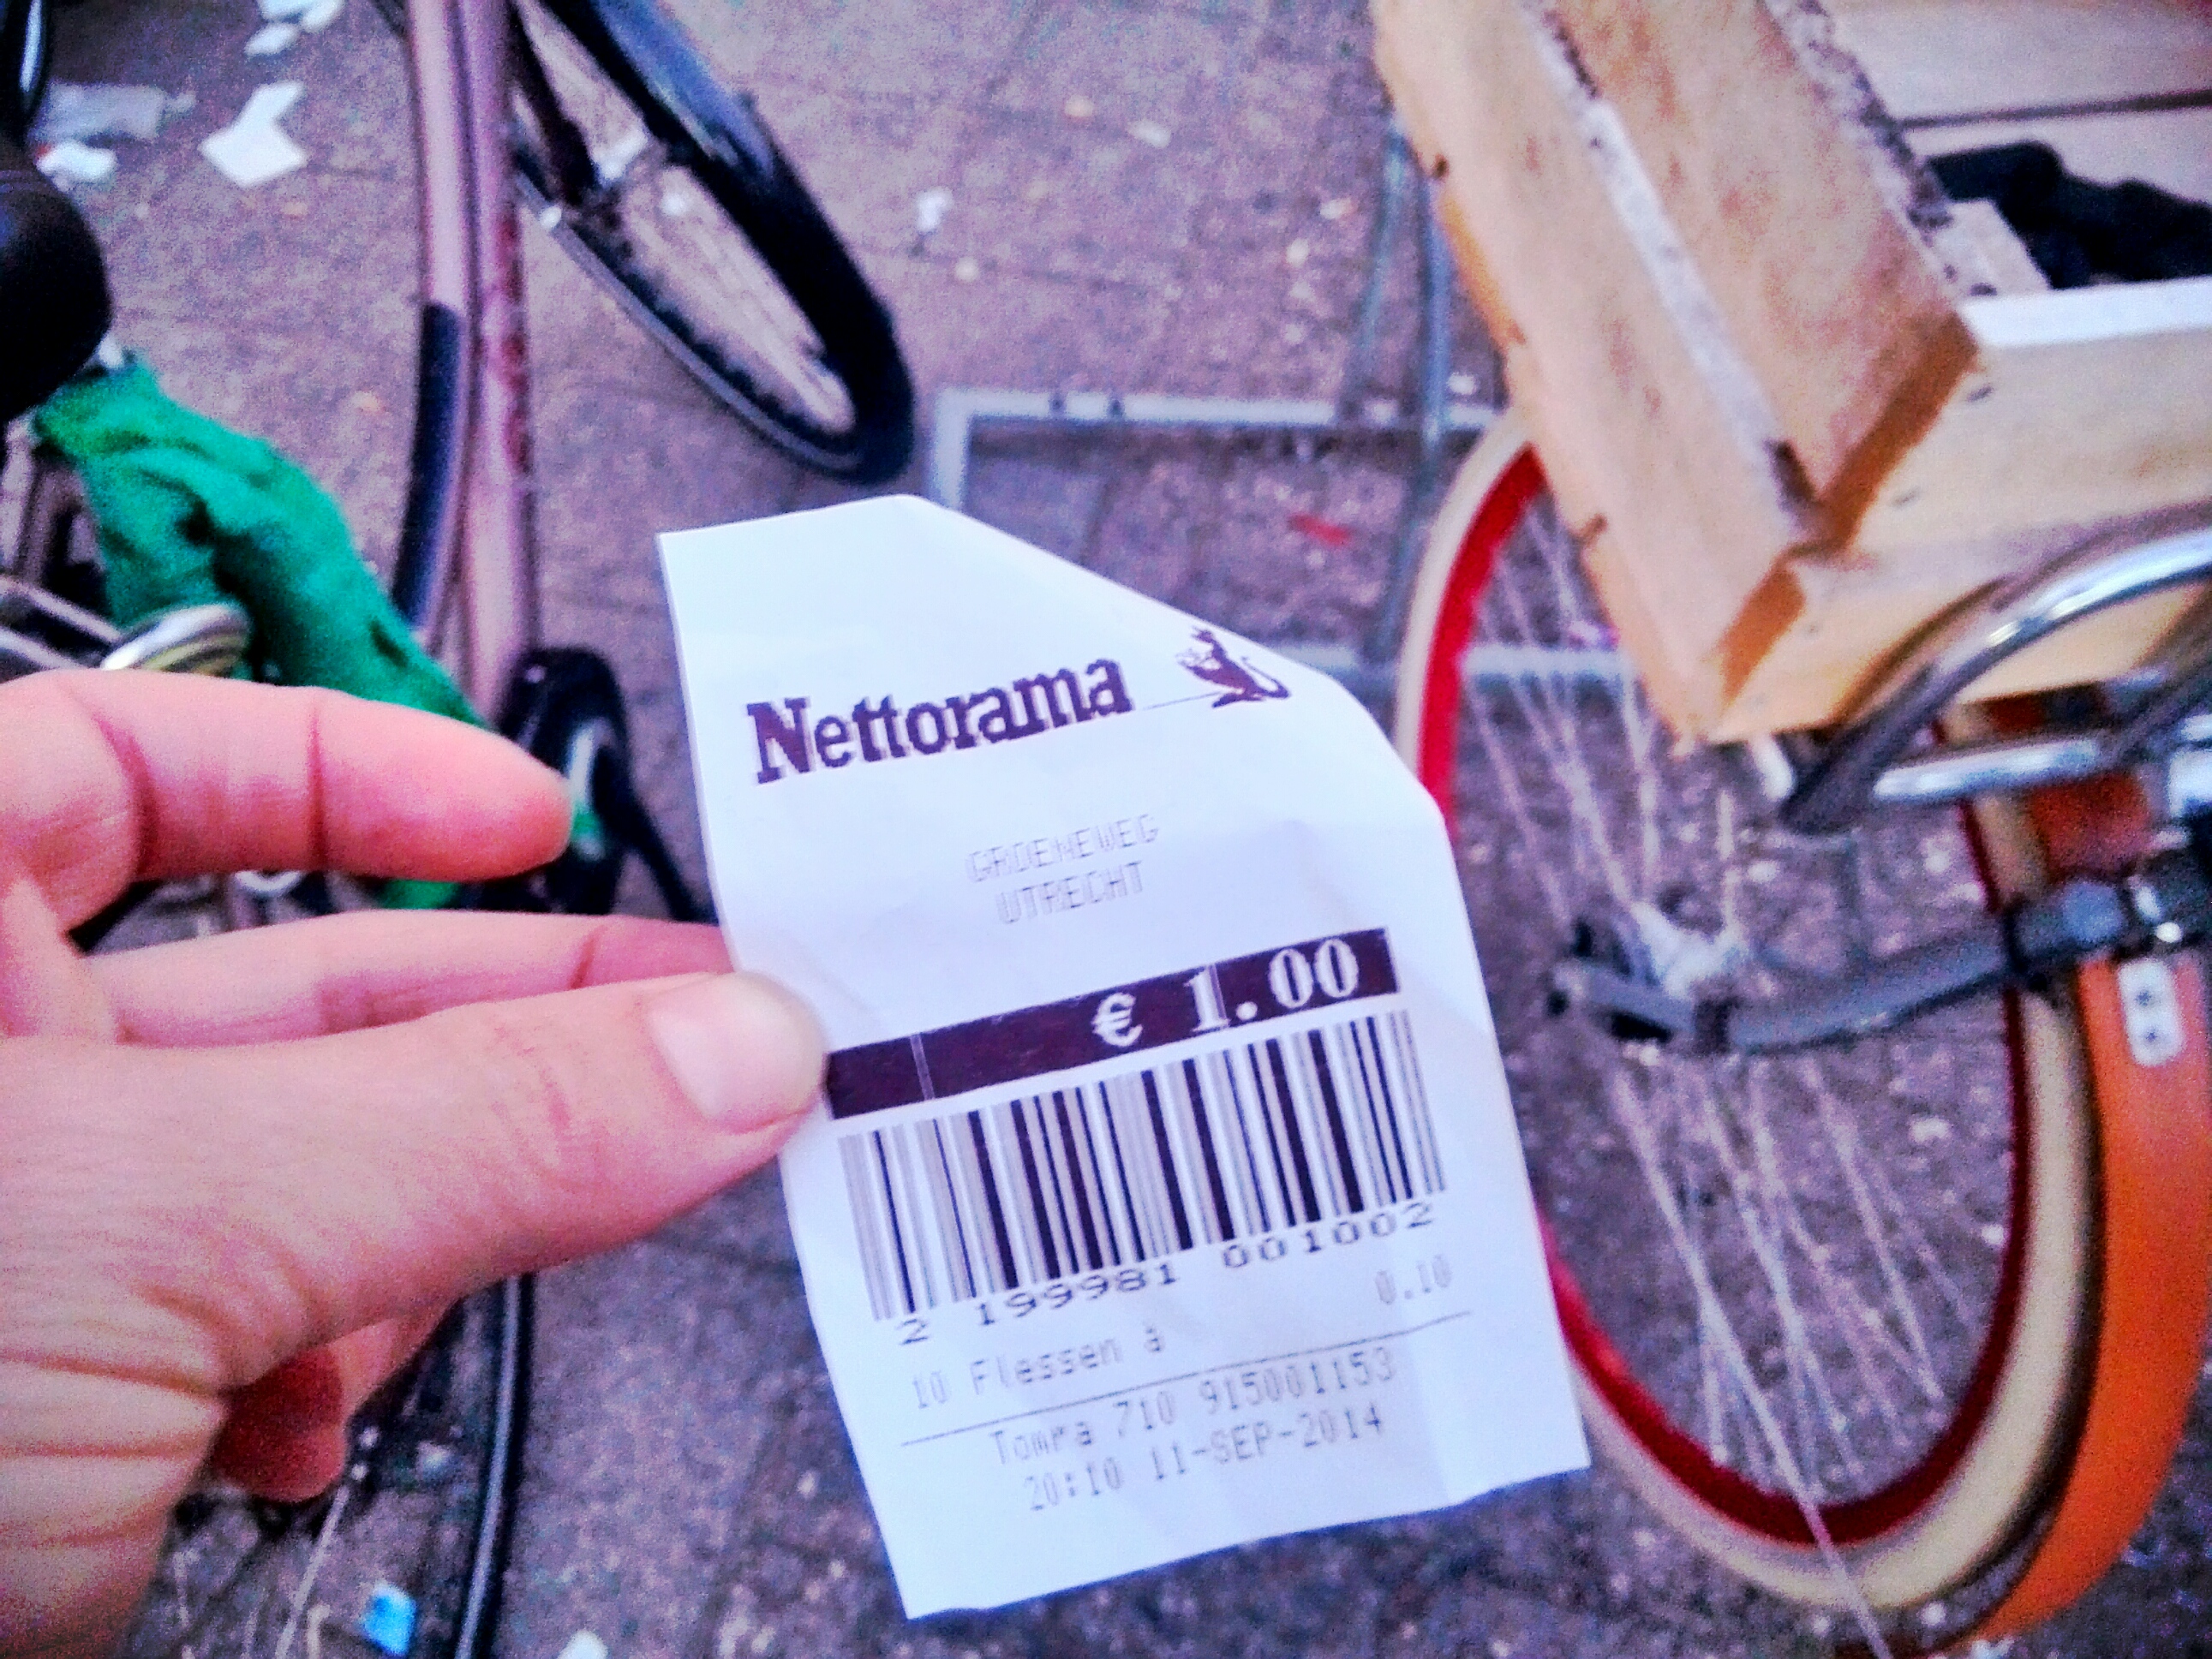 Nettorama
GROENEWEG
UTRECHT
€ 1.00
2 199981 001002
10 Flessen à 0.10
Tomra 710 915001153
20:10 11-SEP-2014